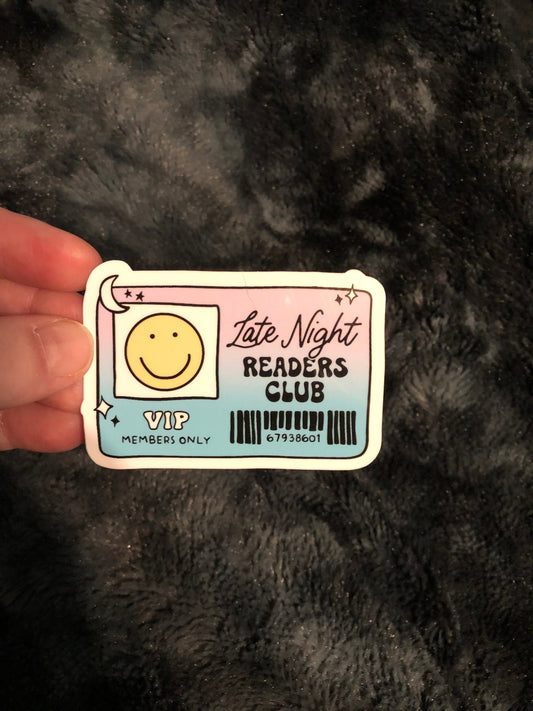 Late Night
READERS
CLUB
VIP
MEMBERS ONLY
67938601